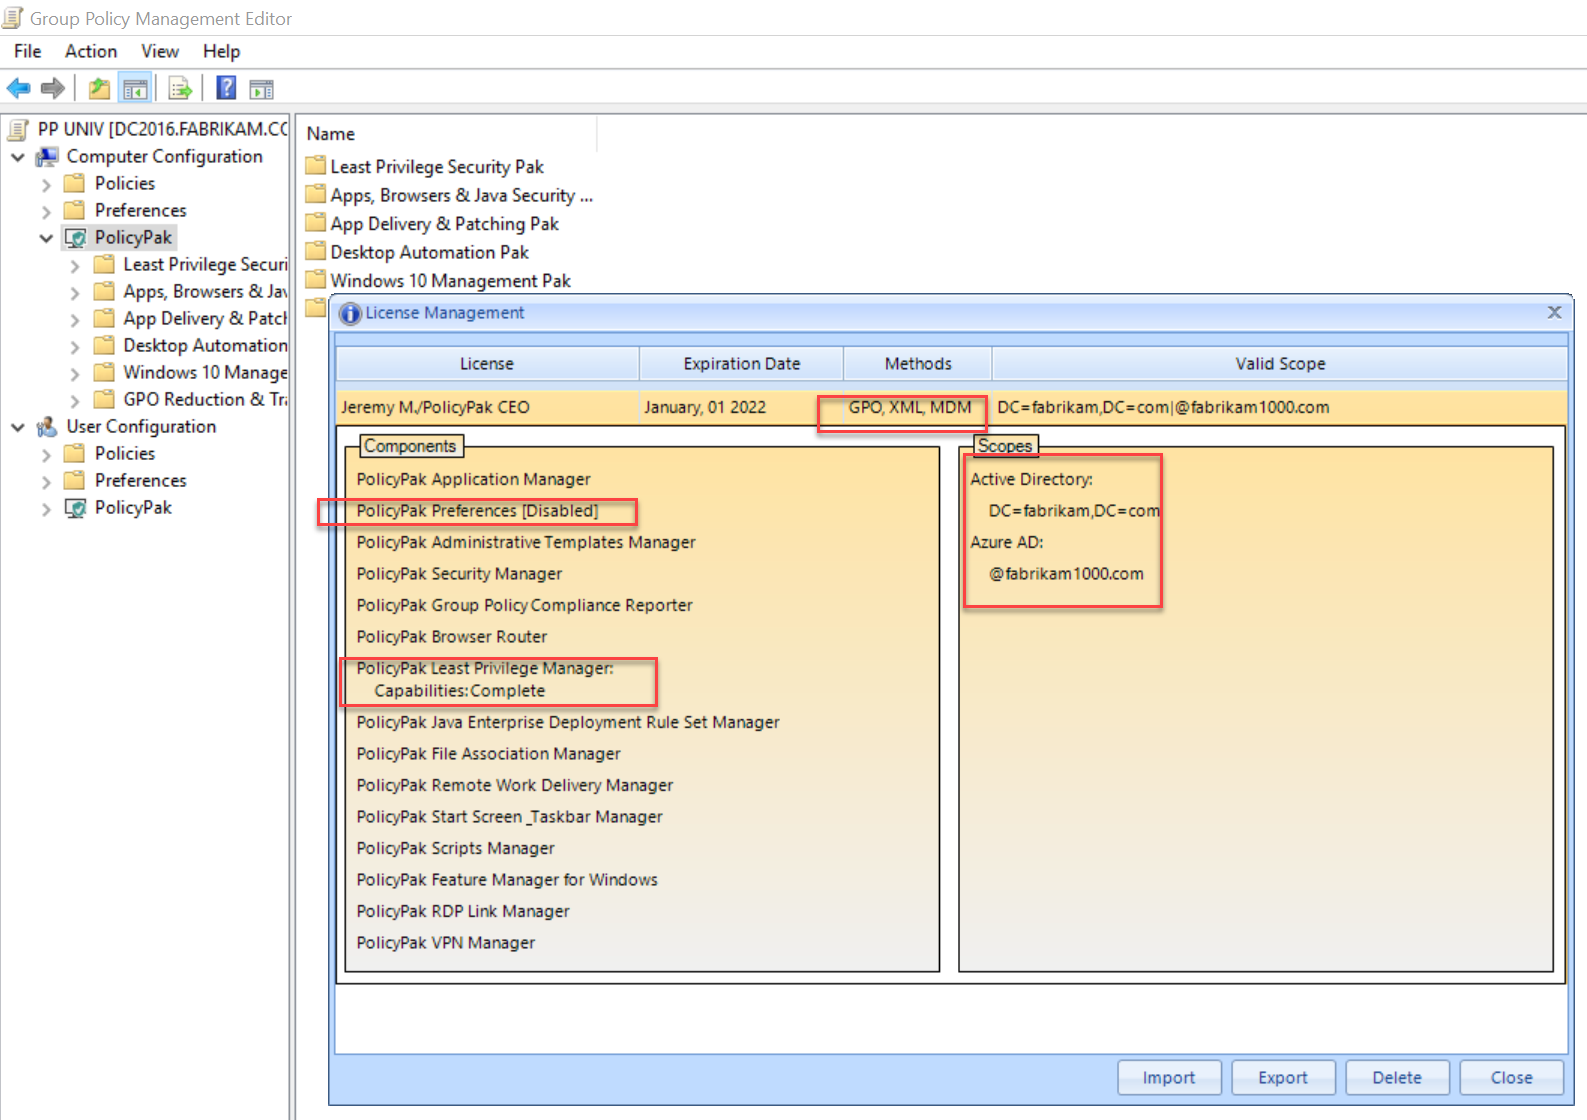 Group Policy Management Editor
File Action View Help
PP UNIV [DC2016.FABRIKAM.CO
Computer Configuration
Policies
Preferences
PolicyPak
Least Privilege Securi
Apps, Browsers & Jav
App Delivery & Patch
Desktop Automation
Windows 10 Manage
GPO Reduction & Tra
User Configuration
Policies
Preferences
PolicyPak
Name
Least Privilege Security Pak
Apps, Browsers & Java Security ...
App Delivery & Patching Pak
Desktop Automation Pak
Windows 10 Management Pak
License Management
License Expiration Date Methods Valid Scope
Jeremy M./PolicyPak CEO January, 01 2022 GPO, XML, MDM DC=fabrikam,DC=com|@fabrikam1000.com
Components
PolicyPak Application Manager
PolicyPak Preferences [Disabled]
PolicyPak Administrative Templates Manager
PolicyPak Security Manager
PolicyPak Group Policy Compliance Reporter
PolicyPak Browser Router
PolicyPak Least Privilege Manager:
Capabilities:Complete
PolicyPak Java Enterprise Deployment Rule Set Manager
PolicyPak File Association Manager
PolicyPak Remote Work Delivery Manager
PolicyPak Start Screen _Taskbar Manager
PolicyPak Scripts Manager
PolicyPak Feature Manager for Windows
PolicyPak RDP Link Manager
PolicyPak VPN Manager
Scopes
Active Directory:
DC=fabrikam,DC=com
Azure AD:
@fabrikam1000.com
Import Export Delete Close